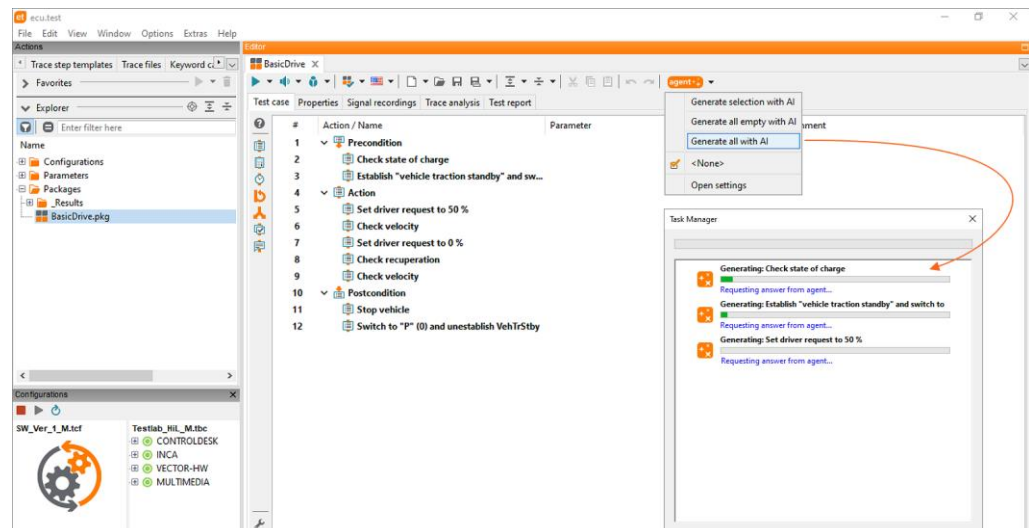 et ecu.test
File Edit View Window Options Extras Help
Actions
Trace step templates Trace files Keyword ca
Favorites
Explorer
Enter filter here
Name
Configurations
Parameters
Packages
_Results
BasicDrive.pkg
Configurations
SW_Ver_1_M.tcf
Testlab_HiL_M.tbc
CONTROLDESK
INCA
VECTOR-HW
MULTIMEDIA
Editor
BasicDrive
agent
Test case Properties Signal recordings Trace analysis Test report
# Action / Name Parameter
1 Precondition
2 Check state of charge
3 Establish "vehicle traction standby" and sw...
4 Action
5 Set driver request to 50 %
6 Check velocity
7 Set driver request to 0 %
8 Check recuperation
9 Check velocity
10 Postcondition
11 Stop vehicle
12 Switch to "P" (0) and unestablish VehTrStby
Generate selection with AI
Generate all empty with AI
Generate all with AI
<None>
Open settings
Task Manager
Generating: Check state of charge
Requesting answer from agent...
Generating: Establish "vehicle traction standby" and switch to
Requesting answer from agent...
Generating: Set driver request to 50 %
Requesting answer from agent...